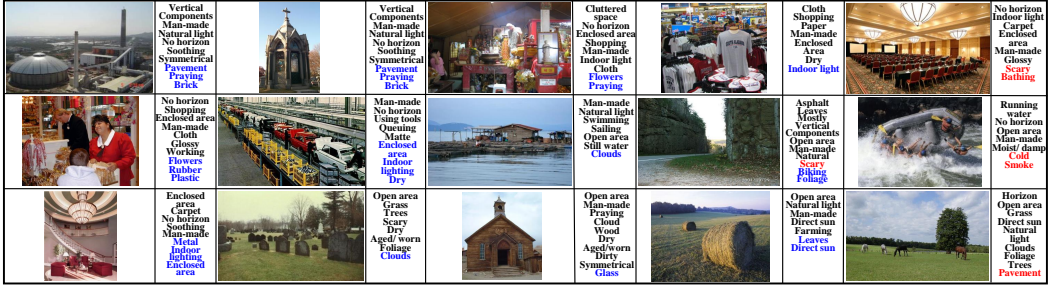 Vertical
Components
Man-made
Natural light
No horizon
Soothing
Symmetrical
Pavement
Praying
Brick
Vertical
Components
Man-made
Natural light
No horizon
Soothing
Symmetrical
Pavement
Praying
Brick
Cluttered
space
No horizon
Enclosed area
Shopping
Man-made
Indoor light
Cloth
Flowers
Praying
Cloth
Shopping
Paper
Man-made
Enclosed
Area
Dry
Indoor light
No horizon
Indoor light
Carpet
Enclosed
area
Man-made
Glossy
Scary
Bathing
No horizon
Shopping
Enclosed area
Man-made
Cloth
Glossy
Working
Flowers
Rubber
Plastic
Man-made
No horizon
Using tools
Queuing
Matte
Enclosed
area
Indoor
lighting
Dry
Man-made
Natural light
Swimming
Sailing
Open area
Still water
Clouds
Asphalt
Leaves
Mostly
Vertical
Components
Open area
Man-made
Natural
Scary
Biking
Foliage
Running
water
No horizon
Open area
Man-made
Moist/ damp
Cold
Smoke
Enclosed
area
Carpet
No horizon
Soothing
Man-made
Metal
Indoor
lighting
Enclosed
area
Open area
Grass
Trees
Scary
Dry
Aged/ worn
Foliage
Clouds
Open area
Man-made
Praying
Cloud
Wood
Dry
Aged/worn
Dirty
Symmetrical
Glass
Open area
Natural light
Man-made
Direct sun
Farming
Leaves
Direct sun
Horizon
Open area
Grass
Direct sun
Natural
light
Clouds
Foliage
Trees
Pavement